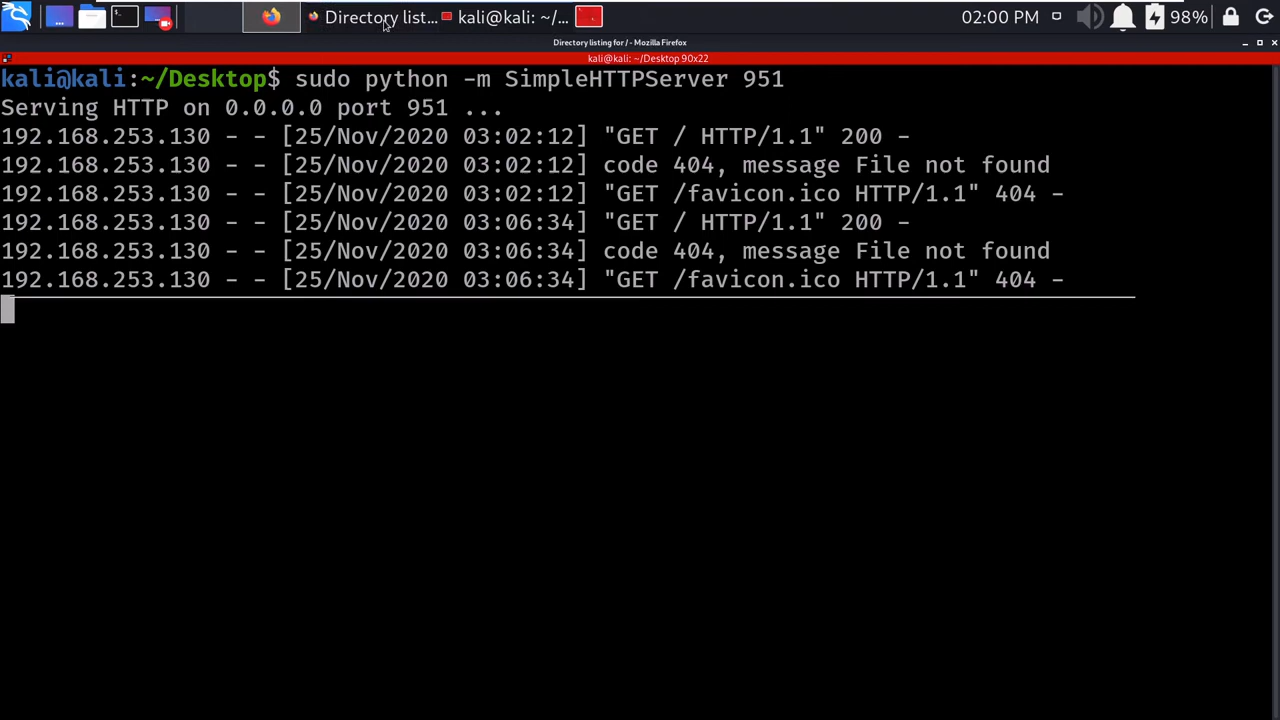 Directory list... kali@kali: ~/... 02:00 PM 98%
Directory listing for / - Mozilla Firefox
kali@kali: ~/Desktop 90x22
kali@kali:~/Desktop$ sudo python -m SimpleHTTPServer 951
Serving HTTP on 0.0.0.0 port 951 ...
192.168.253.130 - - [25/Nov/2020 03:02:12] "GET / HTTP/1.1" 200 -
192.168.253.130 - - [25/Nov/2020 03:02:12] code 404, message File not found
192.168.253.130 - - [25/Nov/2020 03:02:12] "GET /favicon.ico HTTP/1.1" 404 -
192.168.253.130 - - [25/Nov/2020 03:06:34] "GET / HTTP/1.1" 200 -
192.168.253.130 - - [25/Nov/2020 03:06:34] code 404, message File not found
192.168.253.130 - - [25/Nov/2020 03:06:34] "GET /favicon.ico HTTP/1.1" 404 -